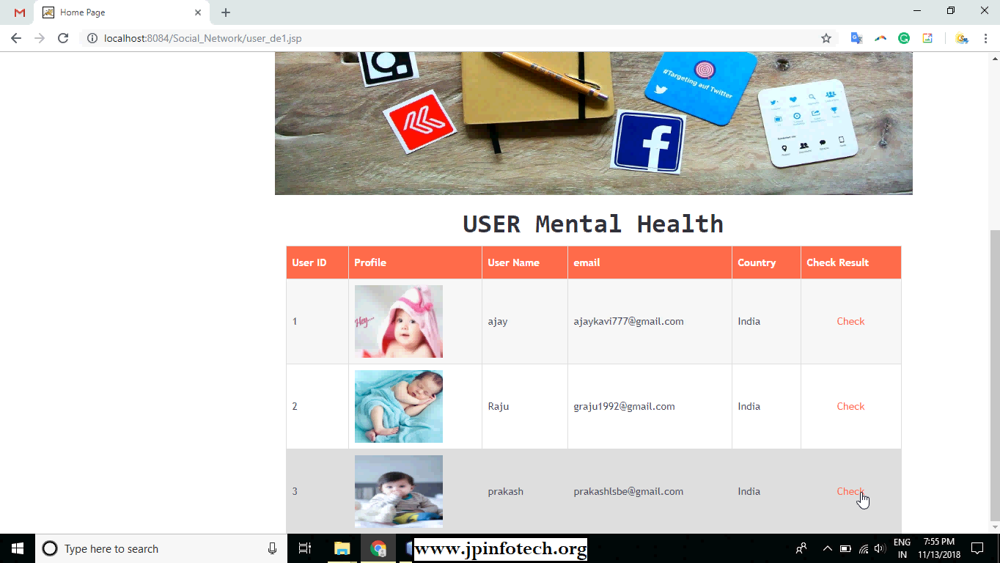 Home Page
localhost:8084/Social_Network/user_de1.jsp
#Targeting auf Twitter
USER Mental Health
User ID Profile User Name email Country Check Result
Hey...
1 ajay ajaykavi777@gmail.com India Check
2 Raju graju1992@gmail.com India Check
3 prakash prakashlsbe@gmail.com India Check
Type here to search
www.jpinfotech.org
ENG
IN
7:55 PM
11/13/2018